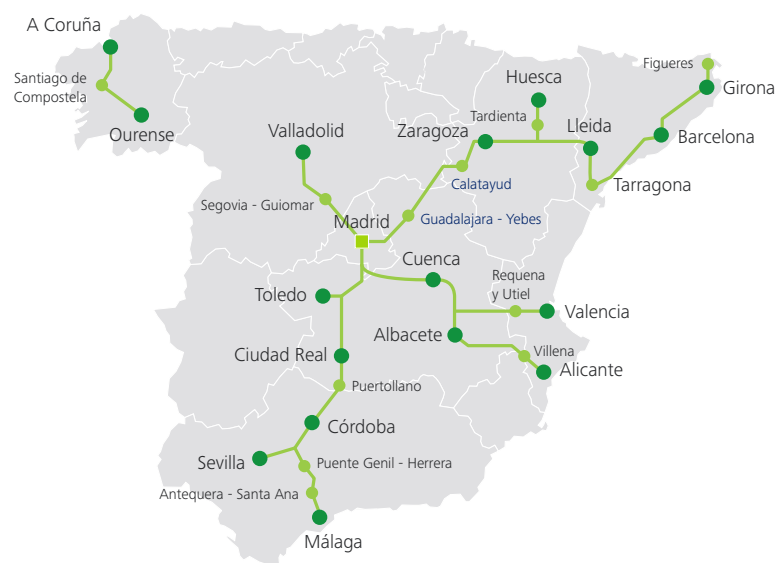 A Coruña
Santiago de
Compostela
Ourense
Valladolid
Segovia - Guiomar
Madrid
Zaragoza
Huesca
Tardienta
Lleida
Figueres
Girona
Barcelona
Tarragona
Calatayud
Guadalajara - Yebes
Cuenca
Requena
y Utiel
Valencia
Toledo
Albacete
Villena
Alicante
Ciudad Real
Puertollano
Córdoba
Sevilla
Puente Genil - Herrera
Antequera - Santa Ana
Málaga